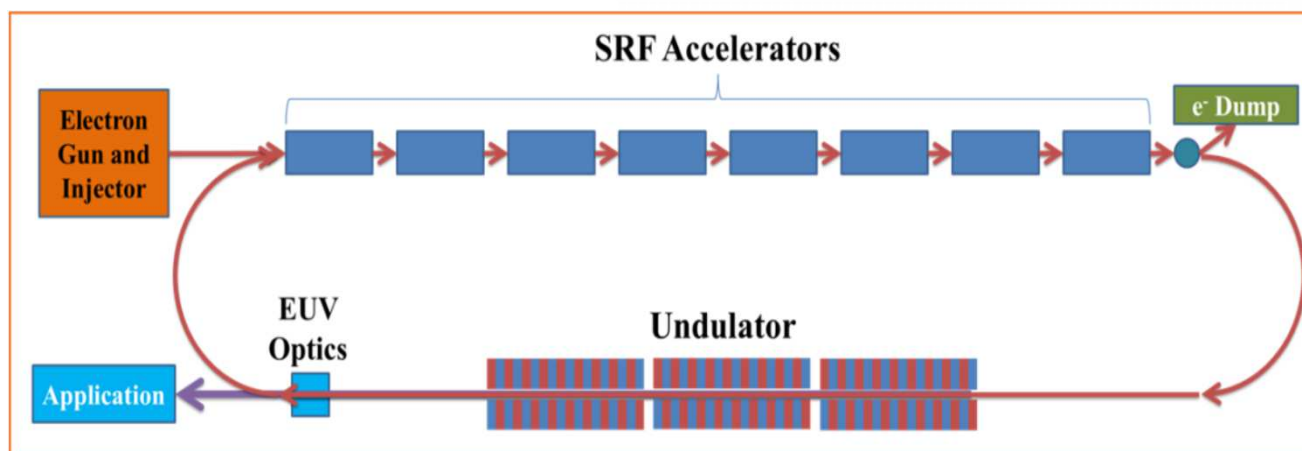 SRF Accelerators
Electron
Gun and
Injector
e⁻ Dump
EUV
Optics
Undulator
Application